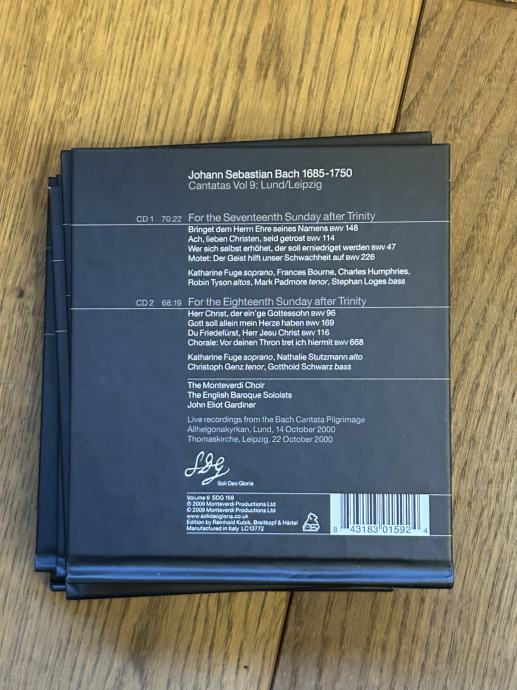 Johann Sebastian Bach 1685-1750
Cantatas Vol 9: Lund/Leipzig
CD 1 70:22 For the Seventeenth Sunday after Trinity
Bringet dem Herrn Ehre seines Namens BWV 148
Ach, lieben Christen, seid getrost BWV 114
Wer sich selbst erhöhet, der soll erniedriget werden BWV 47
Motet: Der Geist hilft unser Schwachheit auf BWV 226
Katharine Fuge soprano, Frances Bourne, Charles Humphries,
Robin Tyson altos, Mark Padmore tenor, Stephan Loges bass
CD 2 68:19 For the Eighteenth Sunday after Trinity
Herr Christ, der ein'ge Gottessohn BWV 96
Gott soll allein mein Herze haben BWV 169
Du Friedefürst, Herr Jesu Christ BWV 116
Chorale: Vor deinen Thron tret ich hiermit BWV 668
Katharine Fuge soprano, Nathalie Stutzmann alto
Christoph Genz tenor, Gotthold Schwarz bass
The Monteverdi Choir
The English Baroque Soloists
John Eliot Gardiner
Live recordings from the Bach Cantata Pilgrimage
Allhelgonakyrkan, Lund, 14 October 2000
Thomaskirche, Leipzig, 22 October 2000
SDG
Soli Deo Gloria
Volume 9 SDG 159
℗ 2009 Monteverdi Productions Ltd
© 2009 Monteverdi Productions Ltd
www.solideogloria.co.uk
Edition by Reinhold Kubik, Breitkopf & Härtel
Manufactured in Italy LC13772
8 43183 01592 4